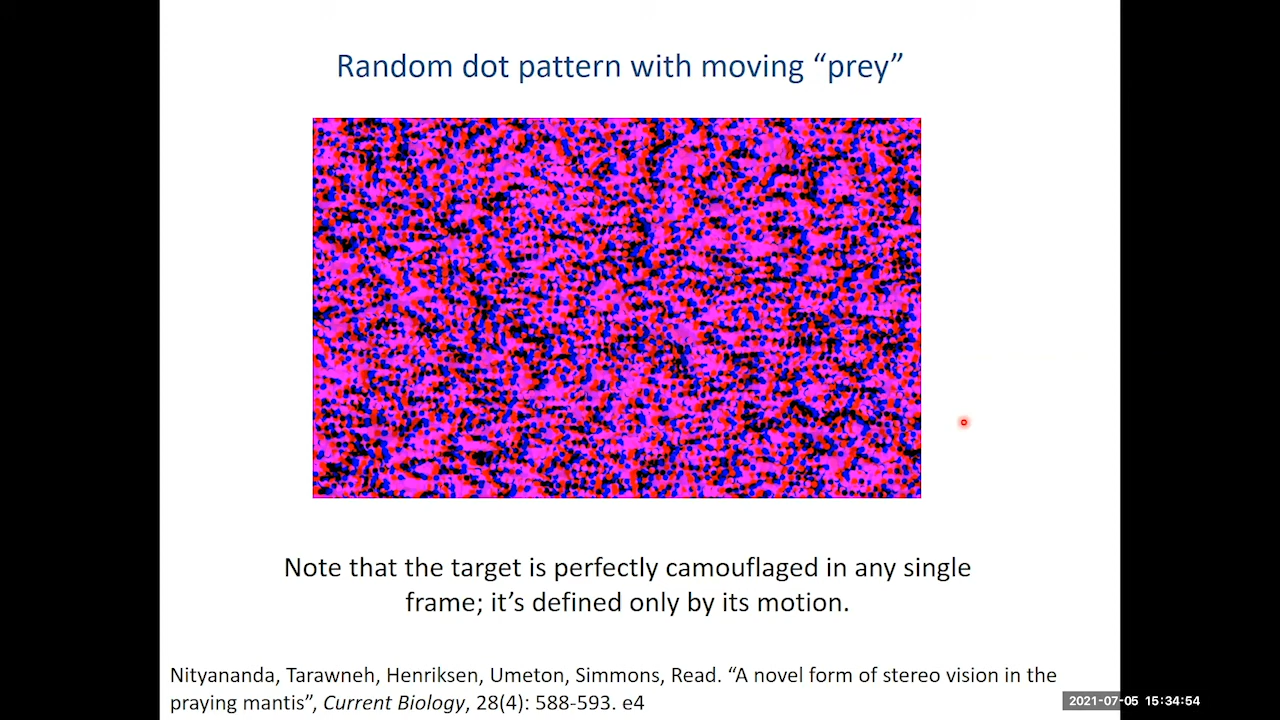 Random dot pattern with moving “prey”
Note that the target is perfectly camouflaged in any single
frame; it’s defined only by its motion.
Nityananda, Tarawneh, Henriksen, Umeton, Simmons, Read. “A novel form of stereo vision in the
praying mantis”, Current Biology, 28(4): 588-593. e4
2021-07-05 15:34:54